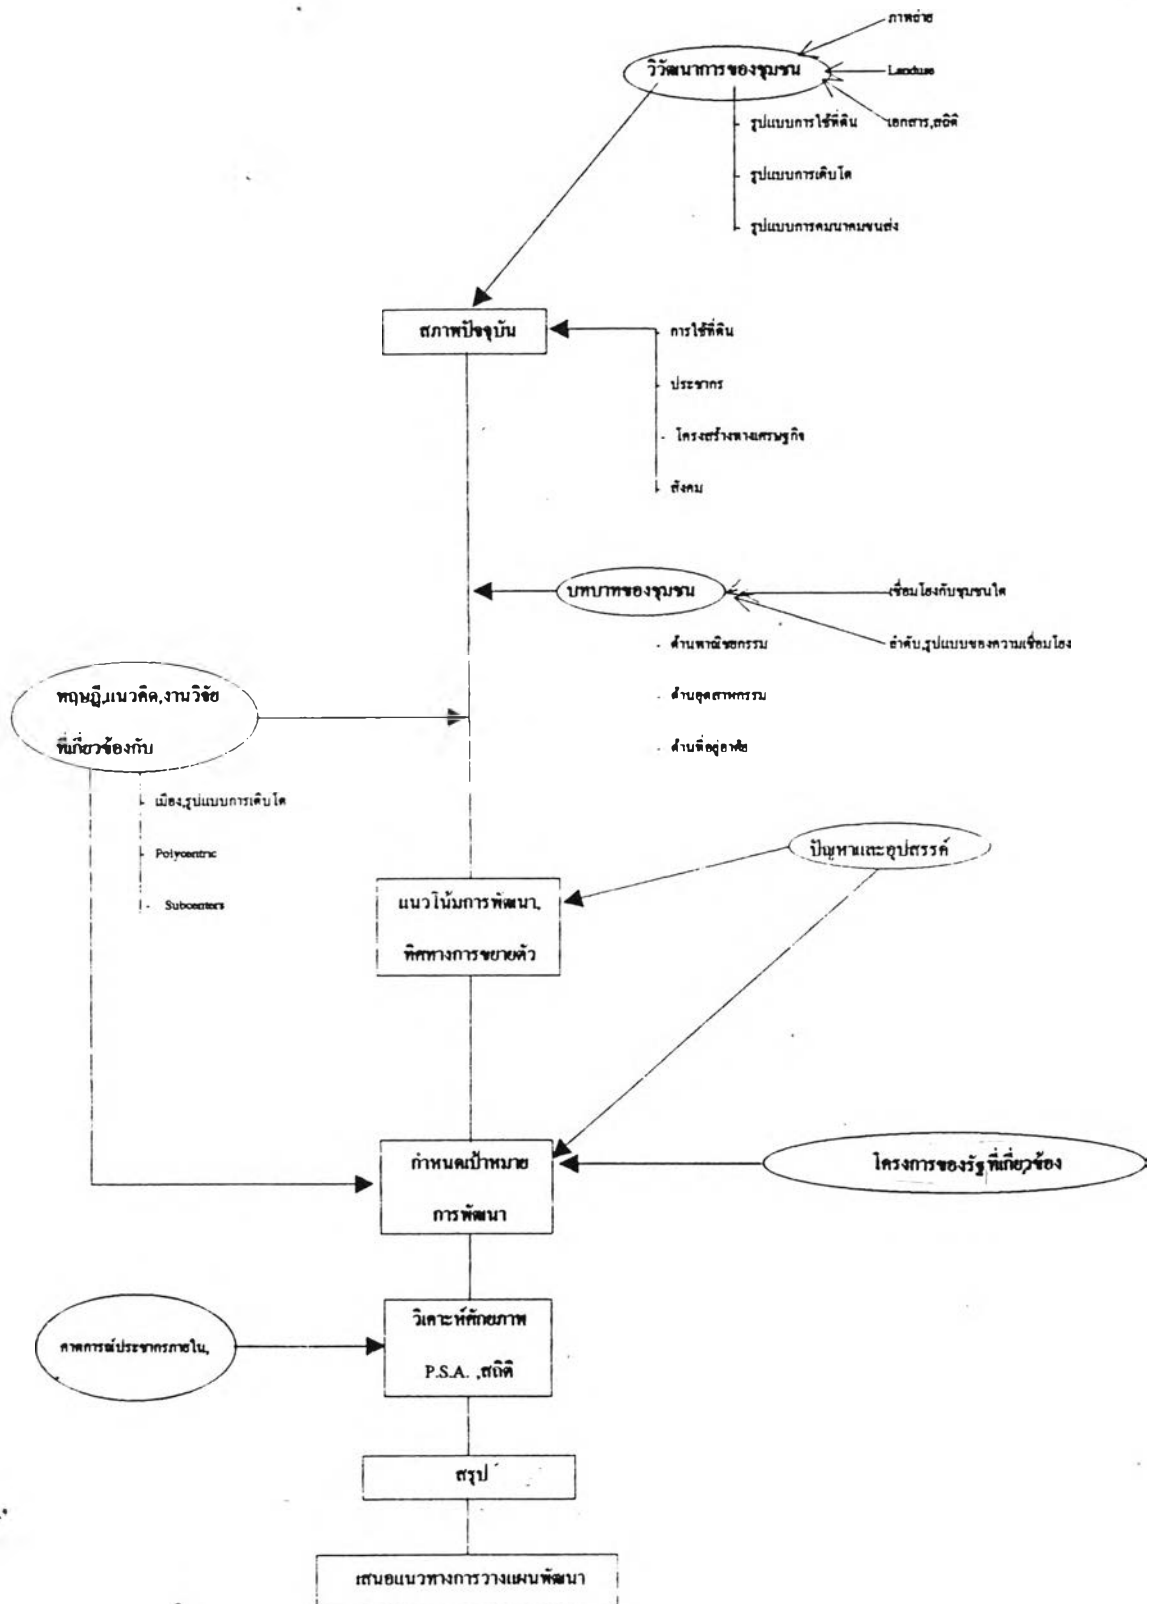 ภาพถ่าย
วิวัฒนาการของชุมชน
Landuse
- รูปแบบการใช้ที่ดิน
เอกสาร,สถิติ
- รูปแบบการเติบโต
- รูปแบบการคมนาคมขนส่ง
สภาพปัจจุบัน
- การใช้ที่ดิน
- ประชากร
- โครงสร้างทางเศรษฐกิจ
- สังคม
บทบาทของชุมชน
เชื่อมโยงกับชุมชนใด
- ด้านพาณิชยกรรม
ลำดับ,รูปแบบของความเชื่อมโยง
- ด้านอุตสาหกรรม
- ด้านที่อยู่อาศัย
ทฤษฎี,แนวคิด,งานวิจัย
ที่เกี่ยวข้องกับ
- เมือง,รูปแบบการเติบโต
- Polycentric
- Subcenters
ปัญหาและอุปสรรค์
แนวโน้มการพัฒนา,
ทิศทางการขยายตัว
กำหนดเป้าหมาย
การพัฒนา
โครงการของรัฐที่เกี่ยวข้อง
วิเคาะห์ศักยภาพ
P.S.A. ,สถิติ
คาดการณ์ประชากรภายใน,
สรุป
เสนอแนวทางการวางแผนพัฒนา